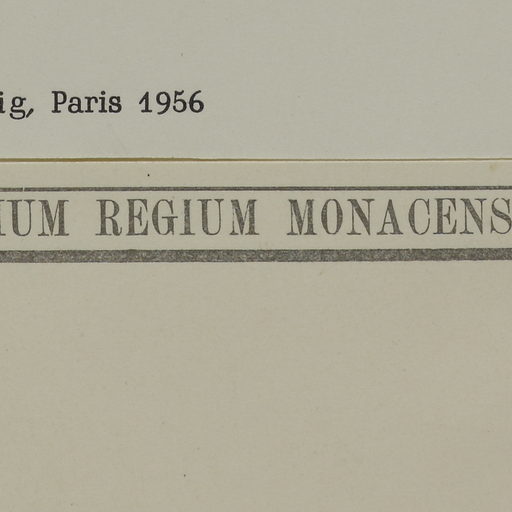 ig, Paris 1956
IUM REGIUM MONACENS